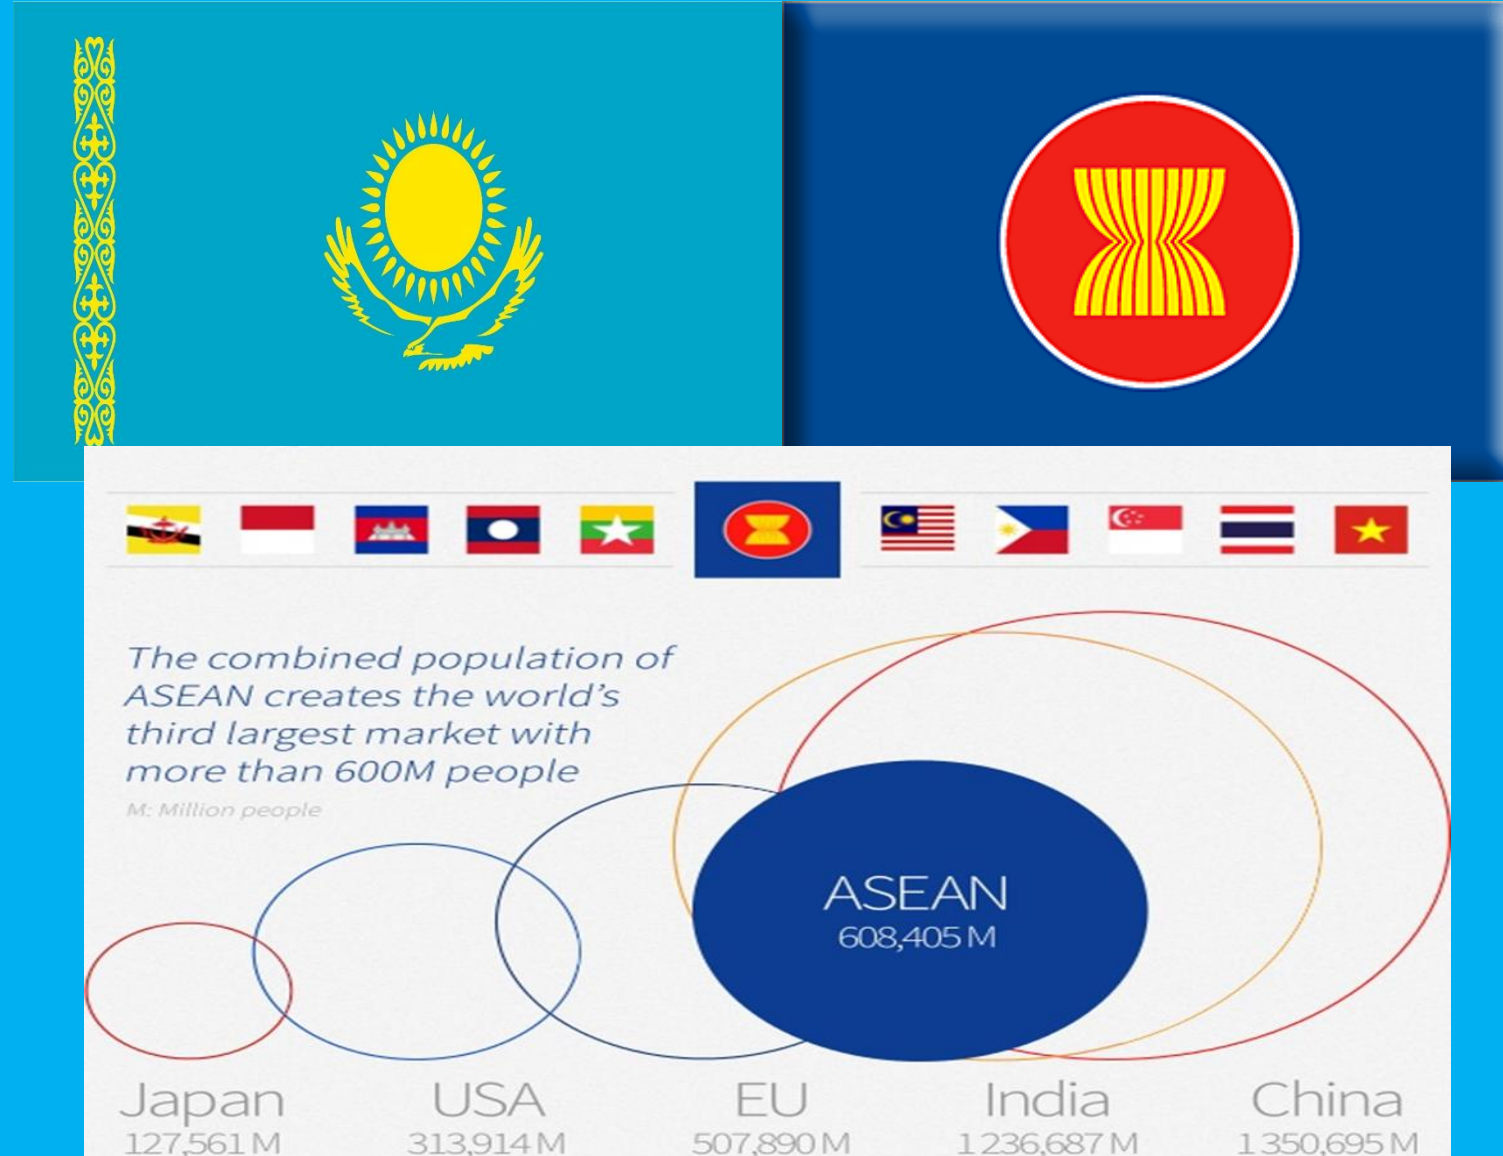 The combined population of
ASEAN creates the world's
third largest market with
more than 600M people
M: Million people
ASEAN
608,405 M
Japan USA EU India China
127,561 M 313,914 M 507,890 M 1 236,687 M 1 350,695 M